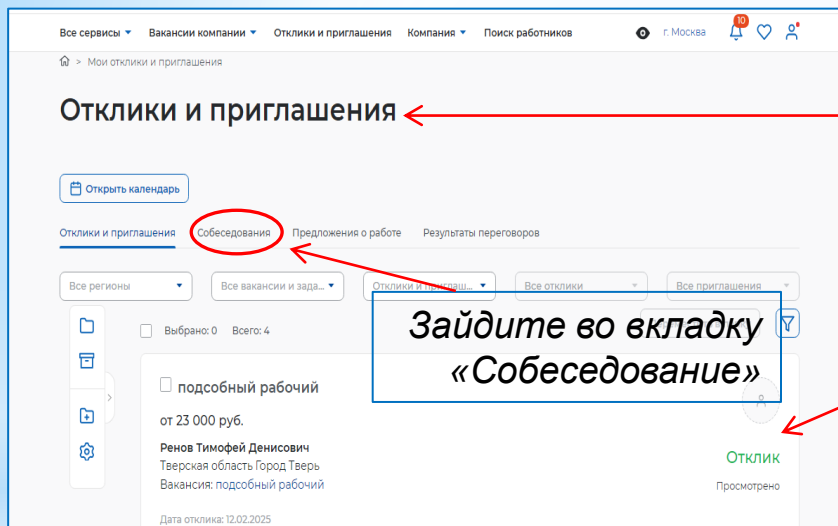 Все сервисы Вакансии компании Отклики и приглашения Компания Поиск работников г. Москва 10
> Мои отклики и приглашения
Отклики и приглашения
Открыть календарь
Отклики и приглашения Собеседования Предложения о работе Результаты переговоров
Все регионы Все вакансии и зада... Отклики и приглаш... Все отклики Все приглашения
Зайдите во вкладку
«Собеседование»
Выбрано: 0 Всего: 4
подсобный рабочий
от 23 000 руб.
Ренов Тимофей Денисович
Тверская область Город Тверь
Вакансия: подсобный рабочий
Отклик
Просмотрено
Дата отклика: 12.02.2025